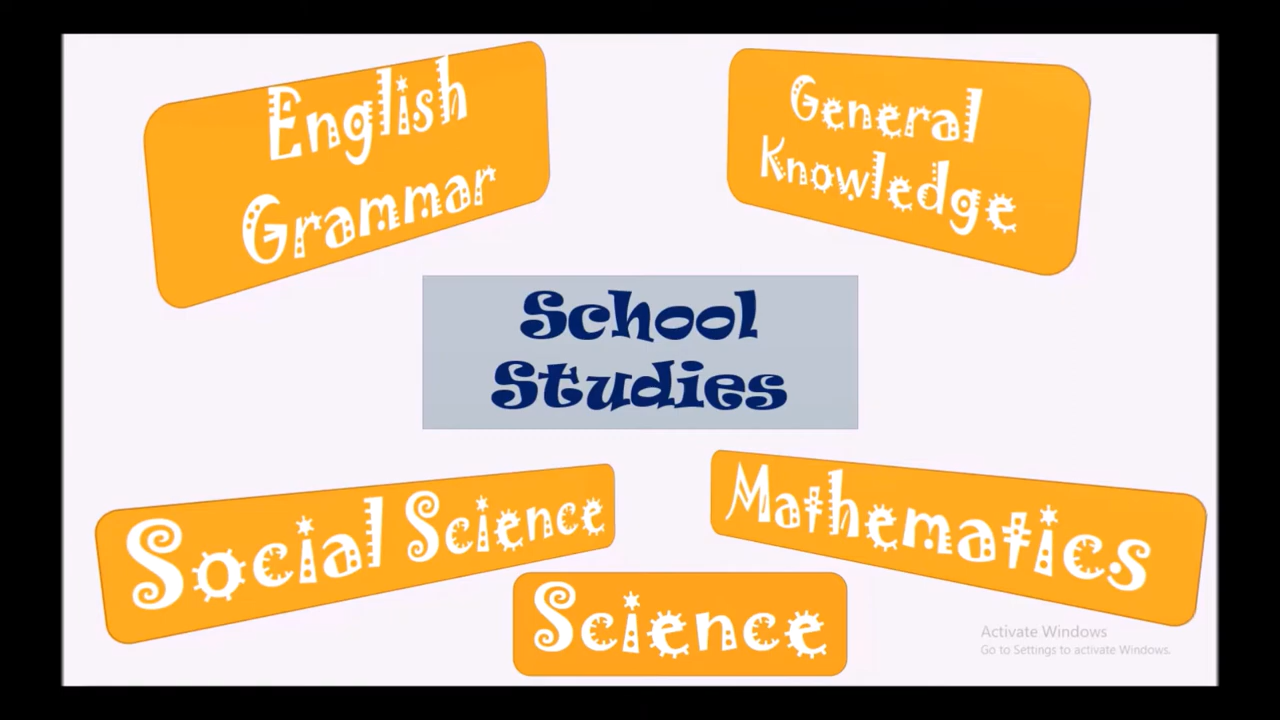 English
Grammar
General
Knowledge
School
Studies
Social Science
Mathematics
Science
Activate Windows
Go to Settings to activate Windows.